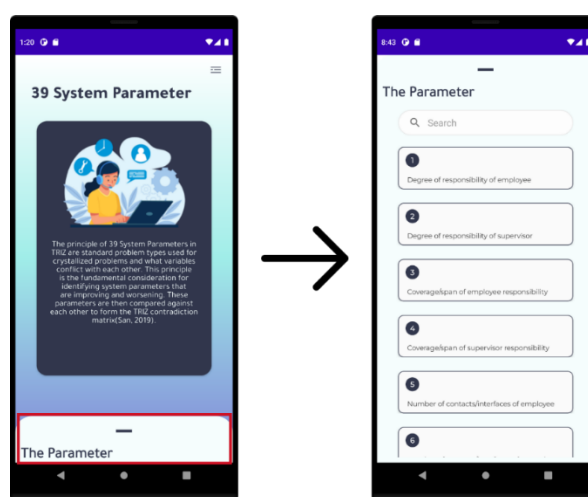 1:20
39 System Parameter
The principle of 39 System Parameters in
TRIZ are standard problem types used for
crystallized problems and what variables
conflict with each other. This principle
is the fundamental consideration for
identifying system parameters that
are improving and worsening. These
parameters are then compared against
each other to form the TRIZ contradiction
matrix(San, 2019).
The Parameter
8:43
The Parameter
Search
1
Degree of responsibility of employee
2
Degree of responsibility of supervisor
3
Coverage/span of employee responsibility
4
Coverage/span of supervisor responsibility
5
Number of contacts/interfaces of employee
6